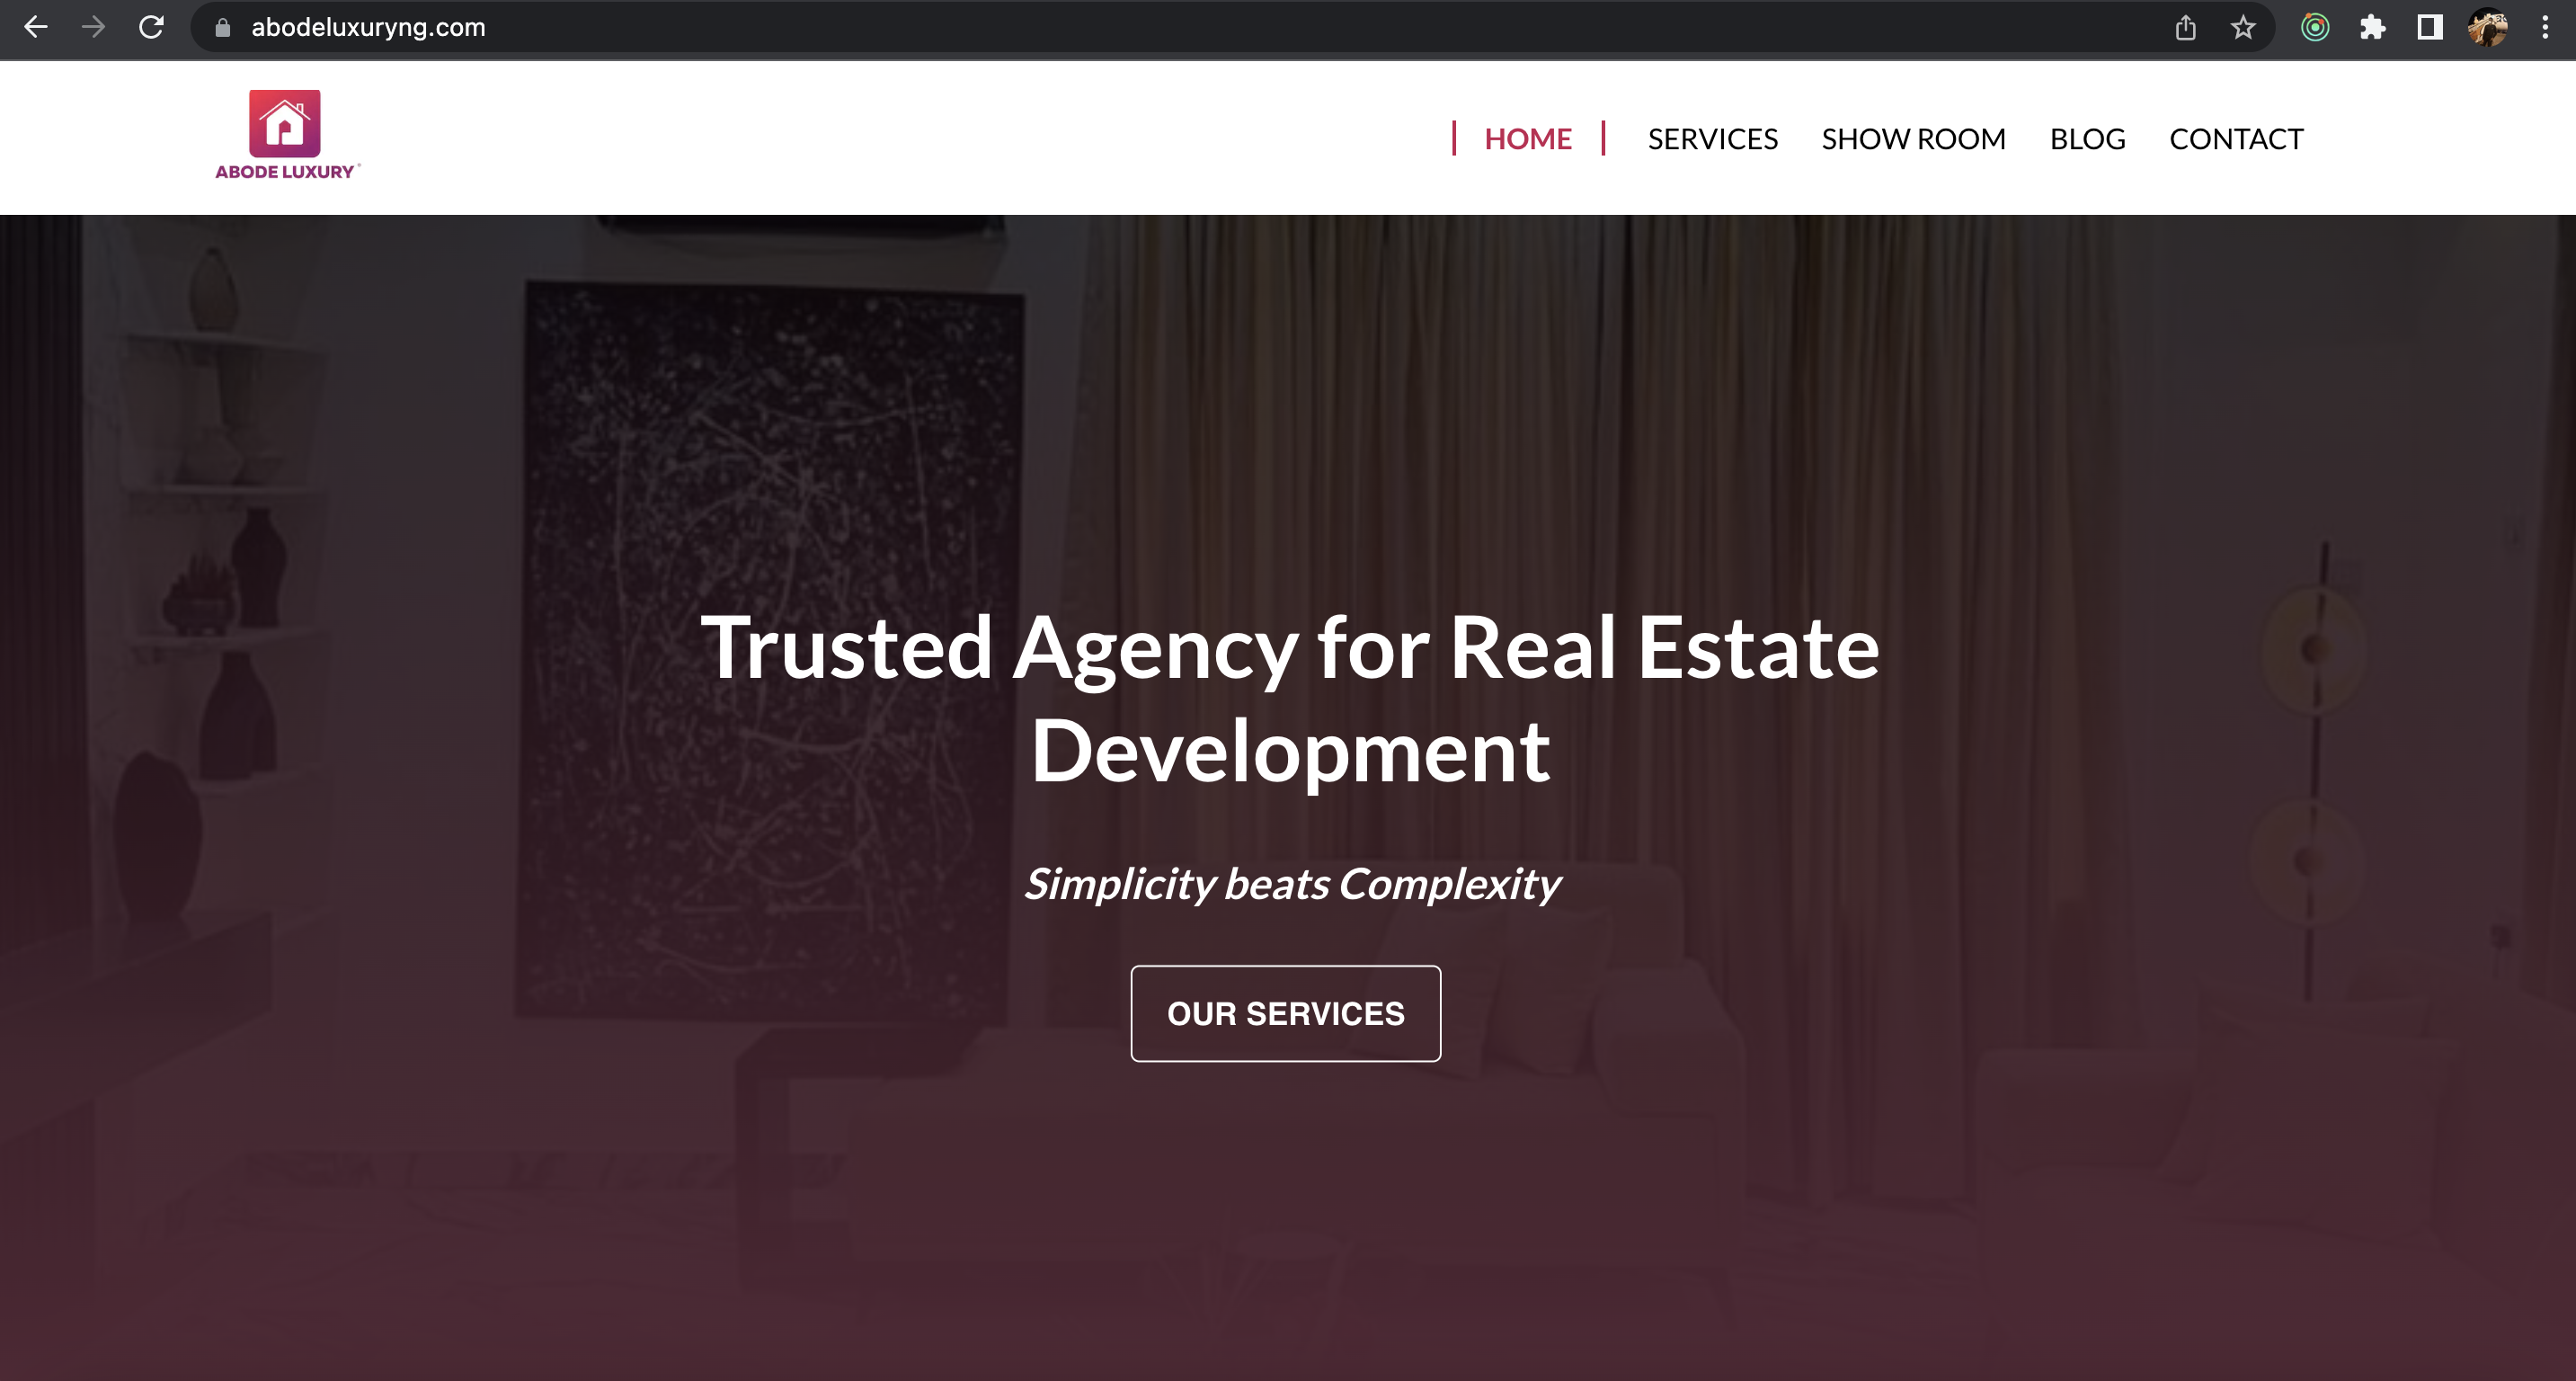 abodeluxuryng.com
ABODE LUXURY
HOME SERVICES SHOW ROOM BLOG CONTACT
Trusted Agency for Real Estate
Development
Simplicity beats Complexity
OUR SERVICES